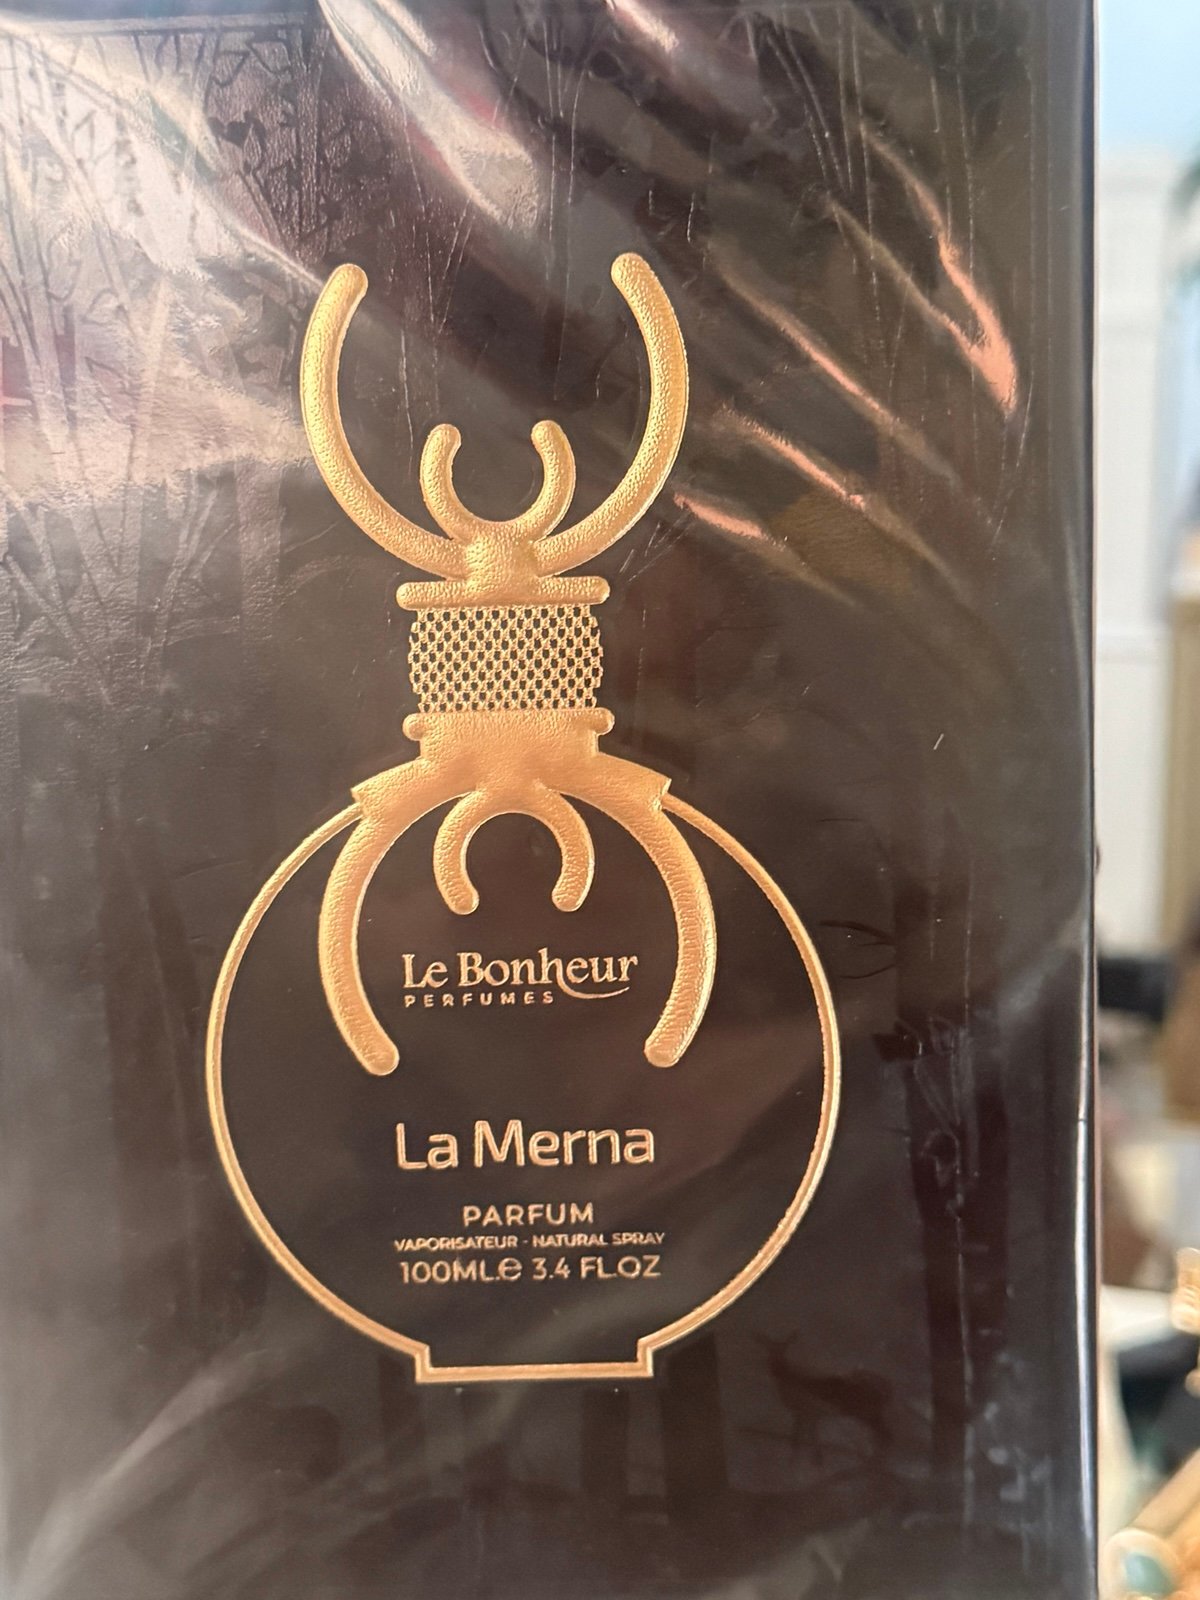 Le Bonheur
PERFUMES
La Merna
PARFUM
VAPORISATEUR - NATURAL SPRAY
100ML.e 3.4 FL.OZ